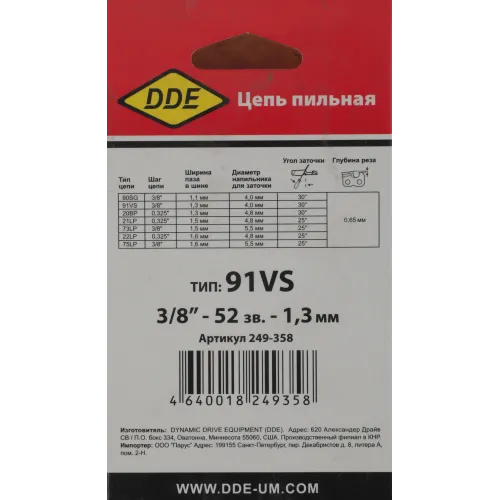 DDE
Цепь пильная
Тип цепи Шаг цепи Ширина паза в шине Диаметр напильника для заточки Угол заточки Глубина реза
90SG 3/8" 1,1 мм 4,0 мм 30°
91VS 3/8" 1,3 мм 4,0 мм 30°
20BP 0,325" 1,3 мм 4,8 мм 30°
21LP 0,325" 1,5 мм 4,8 мм 25° 0,65 мм
73LP 3/8" 1,5 мм 5,5 мм 25°
22LP 0,325" 1,6 мм 4,8 мм 25°
75LP 3/8" 1,6 мм 5,5 мм 25°
ТИП: 91VS
3/8" - 52 зв. - 1,3 мм
Артикул 249-358
4 640018 249358
Изготовитель: DYNAMIC DRIVE EQUIPMENT (DDE). Адрес: 620 Александер Драйв
СВ I П.О. бокс 334, Оватонна, Миннесота 55060, США. Произведено: Производственный филиал в КНР.
Импортер: ООО "Парус" Адрес: 199155 Санкт-Петербург, пер. Декабристов д. 8, литера А,
пом. 2-Н.
WWW.DDE-UM.COM